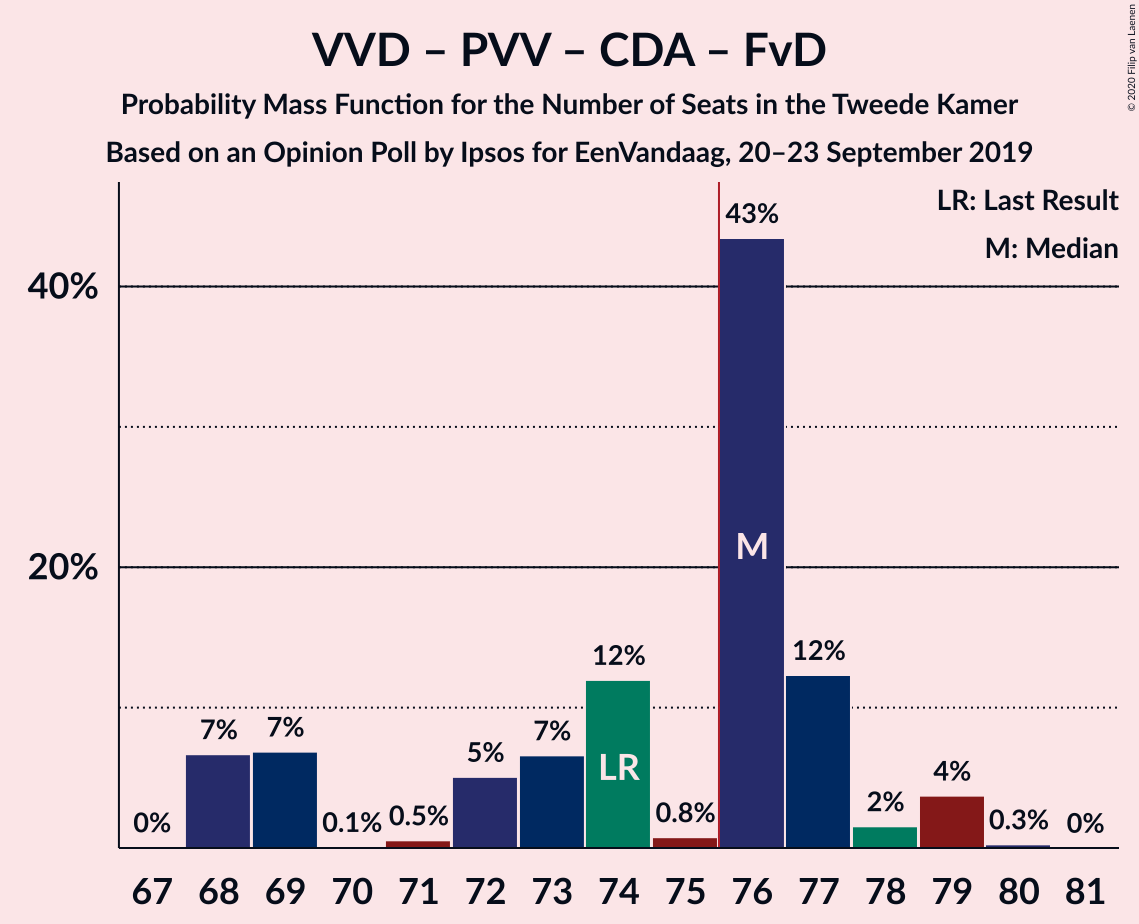 VVD – PVV – CDA – FvD
Probability Mass Function for the Number of Seats in the Tweede Kamer
Based on an Opinion Poll by Ipsos for EenVandaag, 20–23 September 2019
© 2020 Filip van Laenen
LR: Last Result
M: Median
40%
20%
0% 7% 7% 0.1% 0.5% 5% 7% 12% 0.8% 43% 12% 2% 4% 0.3% 0%
LR
M
67 68 69 70 71 72 73 74 75 76 77 78 79 80 81